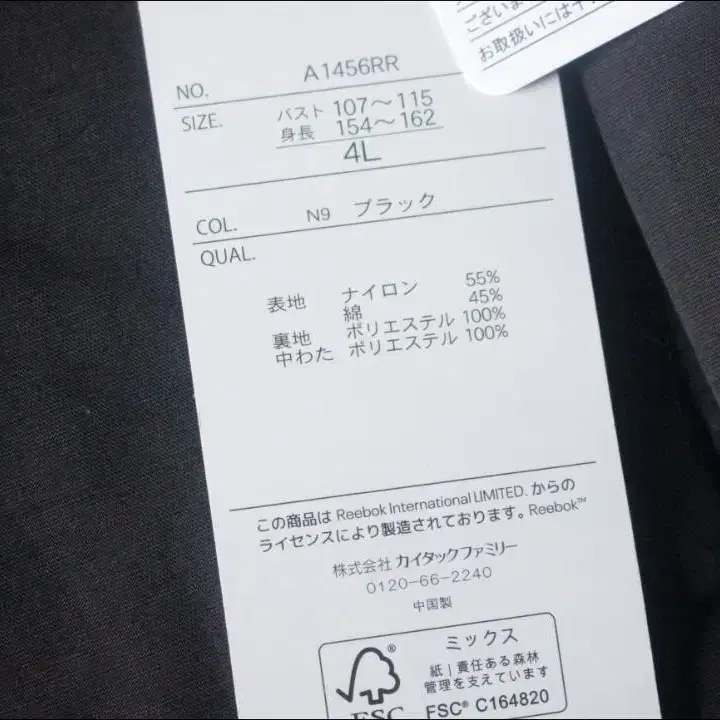 ございま
お取扱いには
NO. A1456RR
SIZE. バスト 107～115
身長 154～162
4L
COL. N9 ブラック
QUAL.
表地 ナイロン 55%
綿 45%
裏地 ポリエステル 100%
中わた ポリエステル 100%
この商品は Reebok International LIMITED. からの
ライセンスにより製造されております。Reebok™
株式会社 カイタックファミリー
0120-66-2240
中国製
ミックス
紙 | 責任ある森林
管理を支えています
FSC® C164820
®
FSC